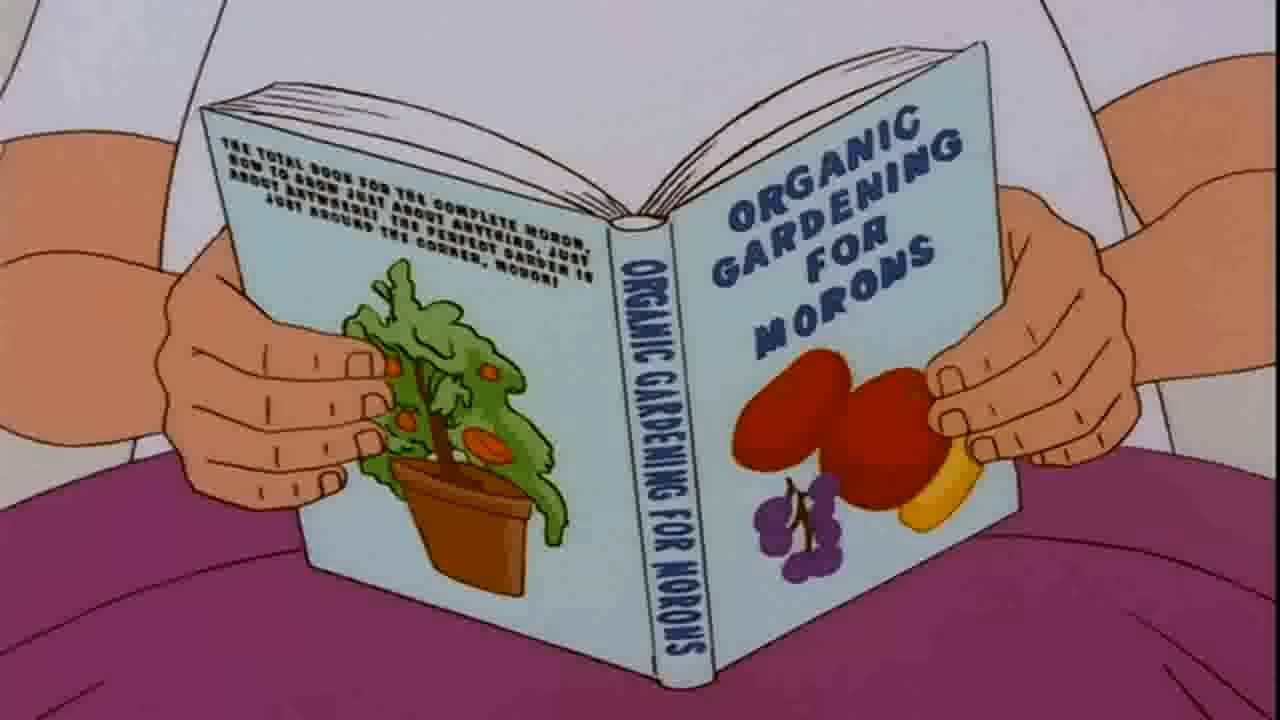 THE TOTAL BOOK FOR THE COMPLETE MORON.
HOW TO GROW JUST ABOUT ANYTHING, JUST
ABOUT ANYWHERE! THE PERFECT GARDEN IS
JUST AROUND THE CORNER, MORON!
ORGANIC GARDENING FOR MORONS
ORGANIC
GARDENING
FOR
MORONS